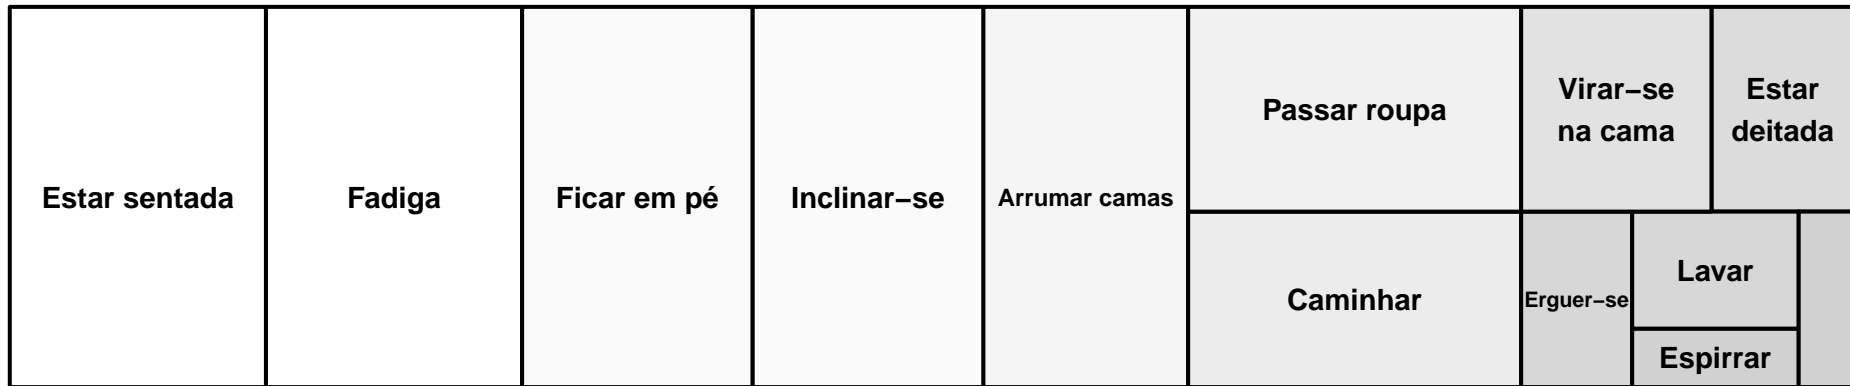 Estar sentada
Fadiga
Ficar em pé
Inclinar−se
Arrumar camas
Passar roupa
Caminhar
Virar−se
na cama
Estar
deitada
Erguer−se
Lavar
Espirrar